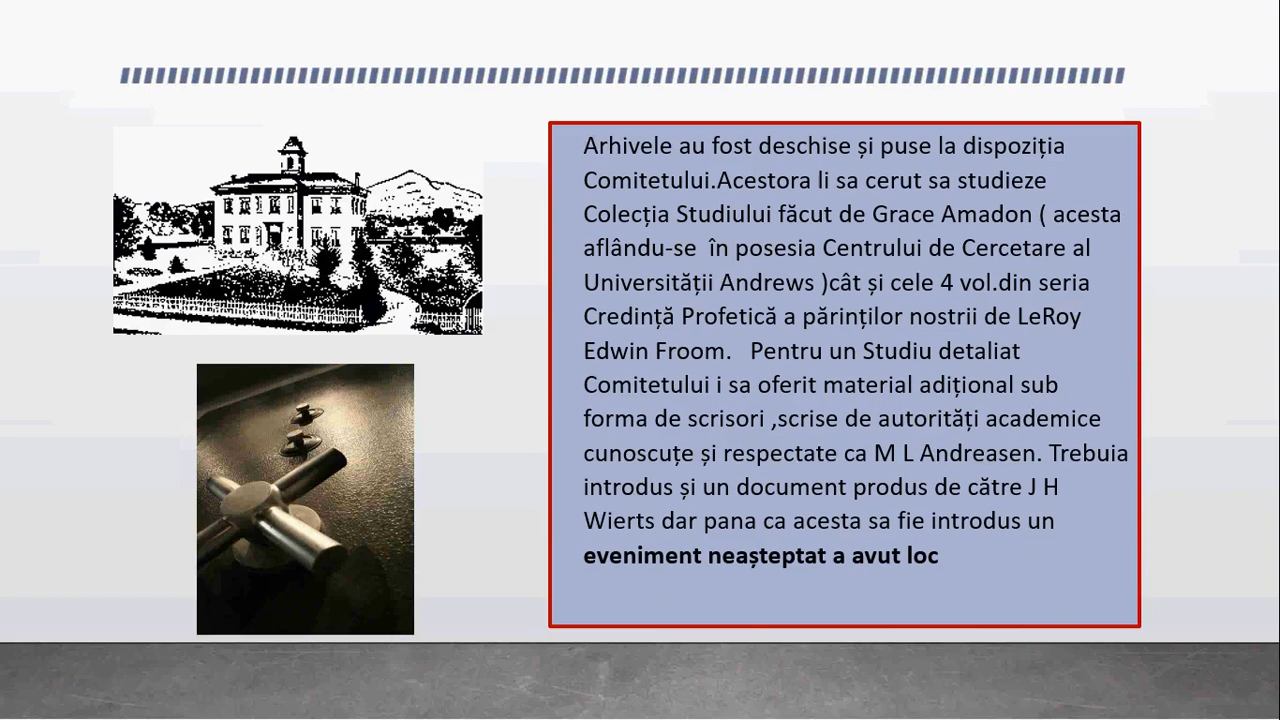 Arhivele au fost deschise și puse la dispoziția
Comitetului.Acestora li sa cerut sa studieze
Colecția Studiului făcut de Grace Amadon ( acesta
aflându-se  în posesia Centrului de Cercetare al
Universității Andrews )cât și cele 4 vol.din seria
Credință Profetică a părinților nostrii de LeRoy
Edwin Froom.   Pentru un Studiu detaliat
Comitetului i sa oferit material adițional sub
forma de scrisori ,scrise de autorități academice
cunoscuțe și respectate ca M L Andreasen. Trebuia
introdus și un document produs de către J H
Wierts dar pana ca acesta sa fie introdus un
eveniment neașteptat a avut loc